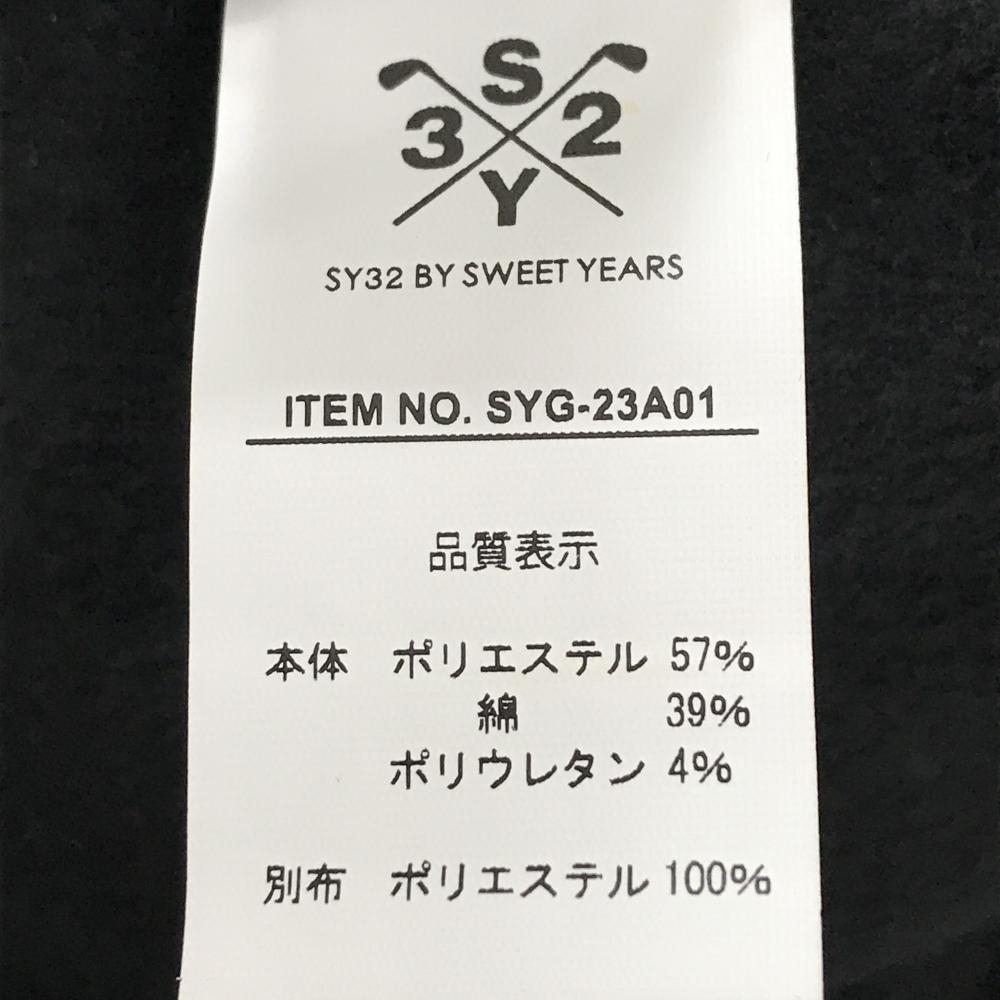 S
3 2
Y
SY32 BY SWEET YEARS
ITEM NO. SYG-23A01
品質表示
本体 ポリエステル 57%
綿 39%
ポリウレタン 4%
別布 ポリエステル 100%